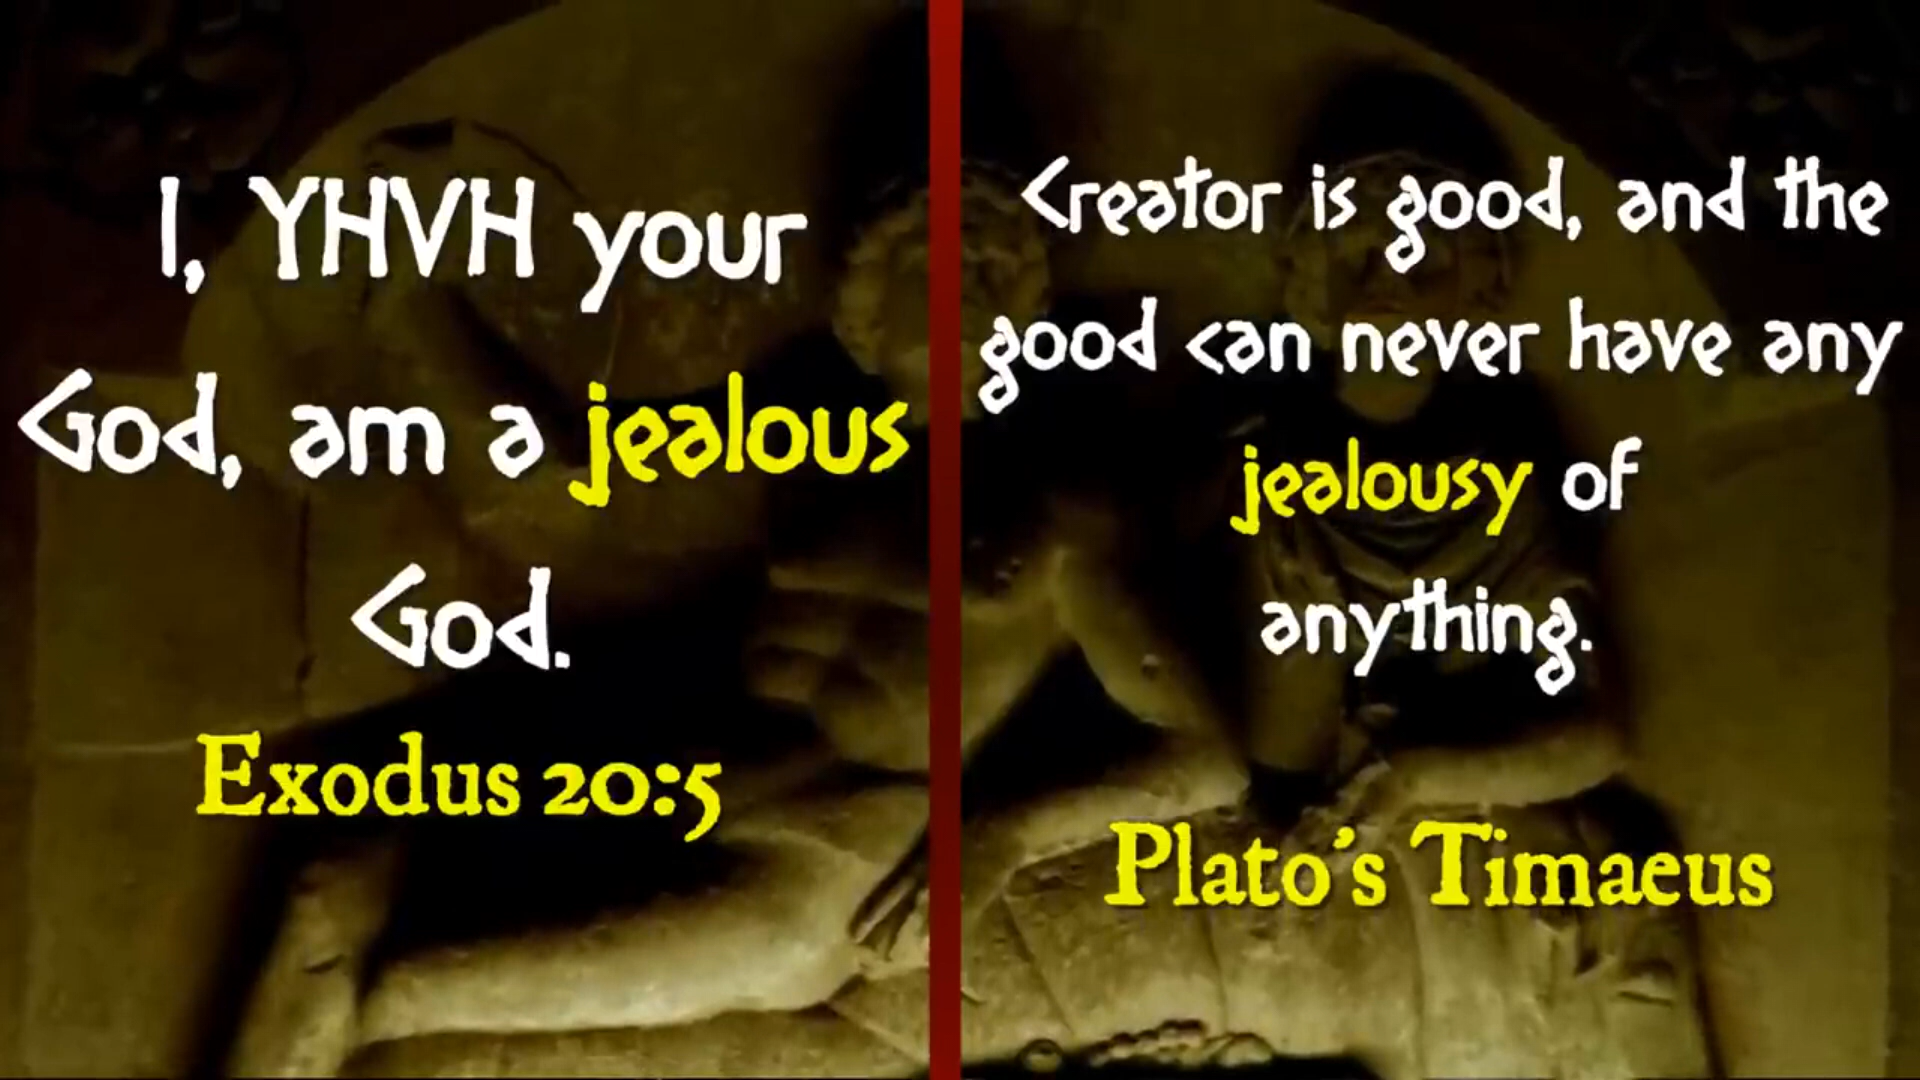 I, YHVH your
God, am a jealous
God.
Exodus 20:5
Creator is good, and the
good can never have any
jealousy of
anything.
Plato's Timaeus